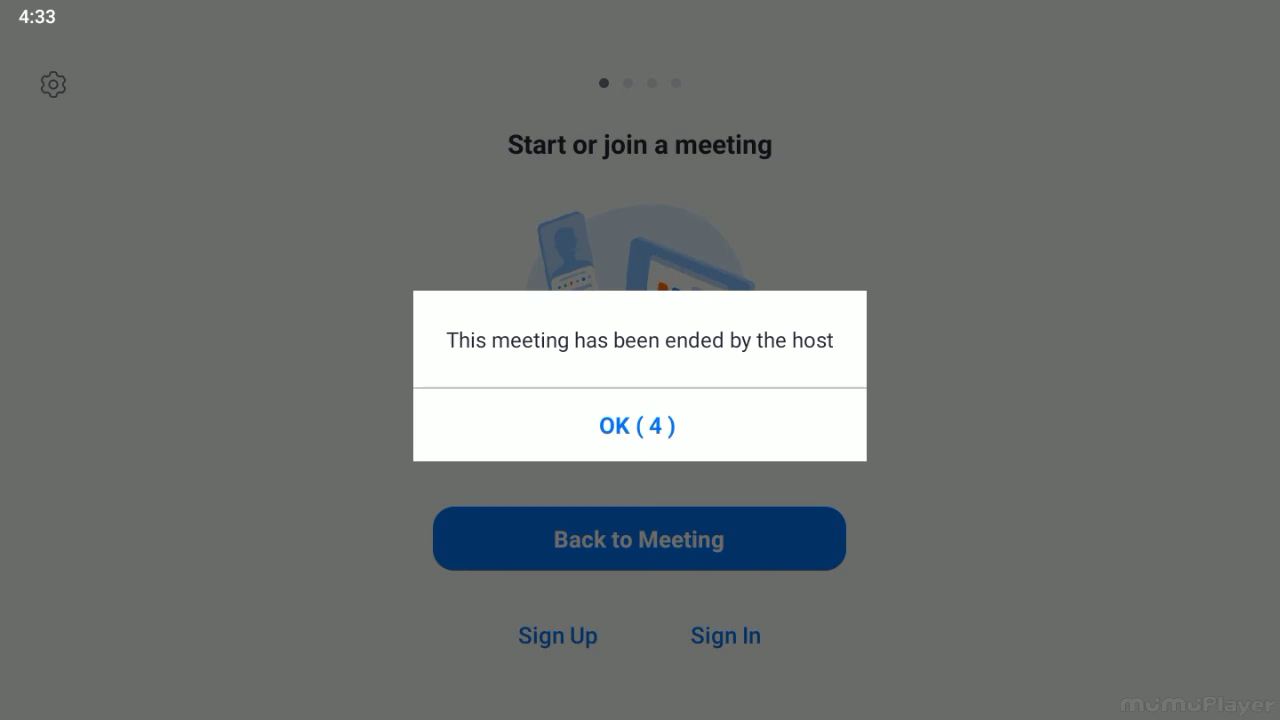 4:33
Start or join a meeting
This meeting has been ended by the host
OK ( 4 )
Back to Meeting
Sign Up
Sign In
mumuPlayer